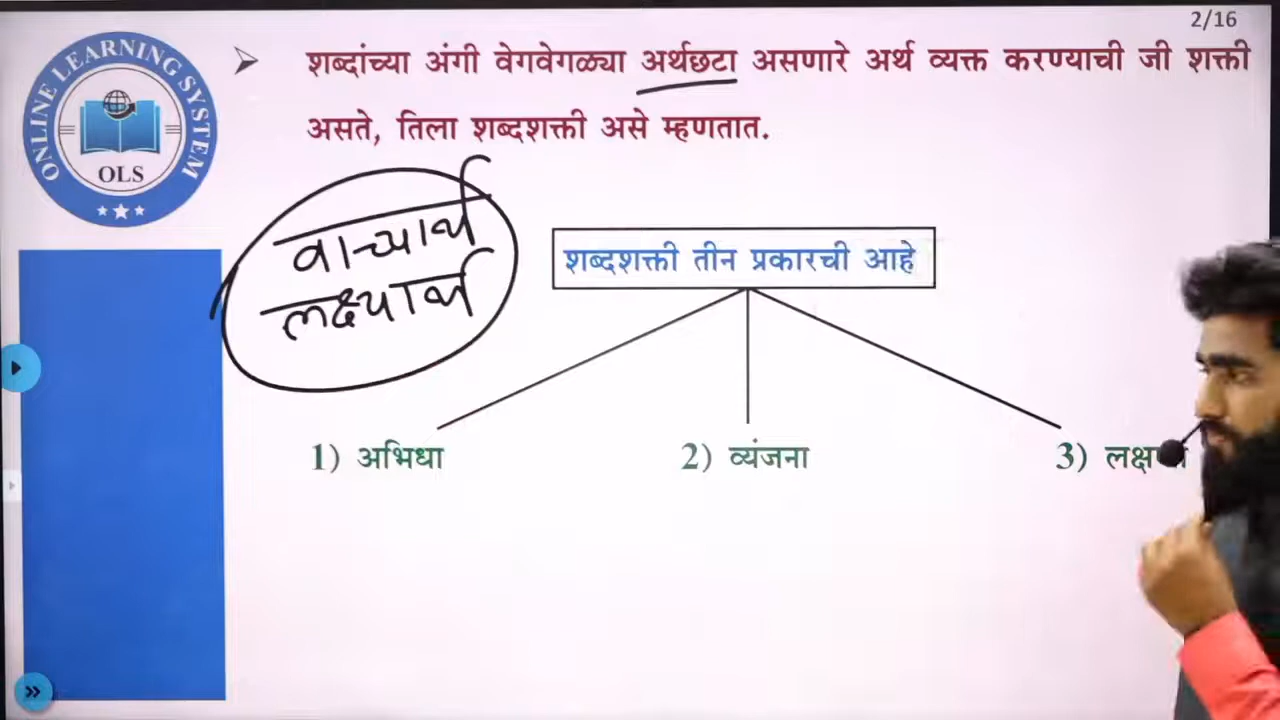 2/16
ONLINE LEARNING SYSTEM
OLS
➤ शब्दांच्या अंगी वेगवेगळ्या अर्थछटा असणारे अर्थ व्यक्त करण्याची जी शक्ती
असते, तिला शब्दशक्ती असे म्हणतात.
वाच्यार्थ
लक्ष्यार्थ
शब्दशक्ती तीन प्रकारची आहे
1) अभिधा
2) व्यंजना
3)